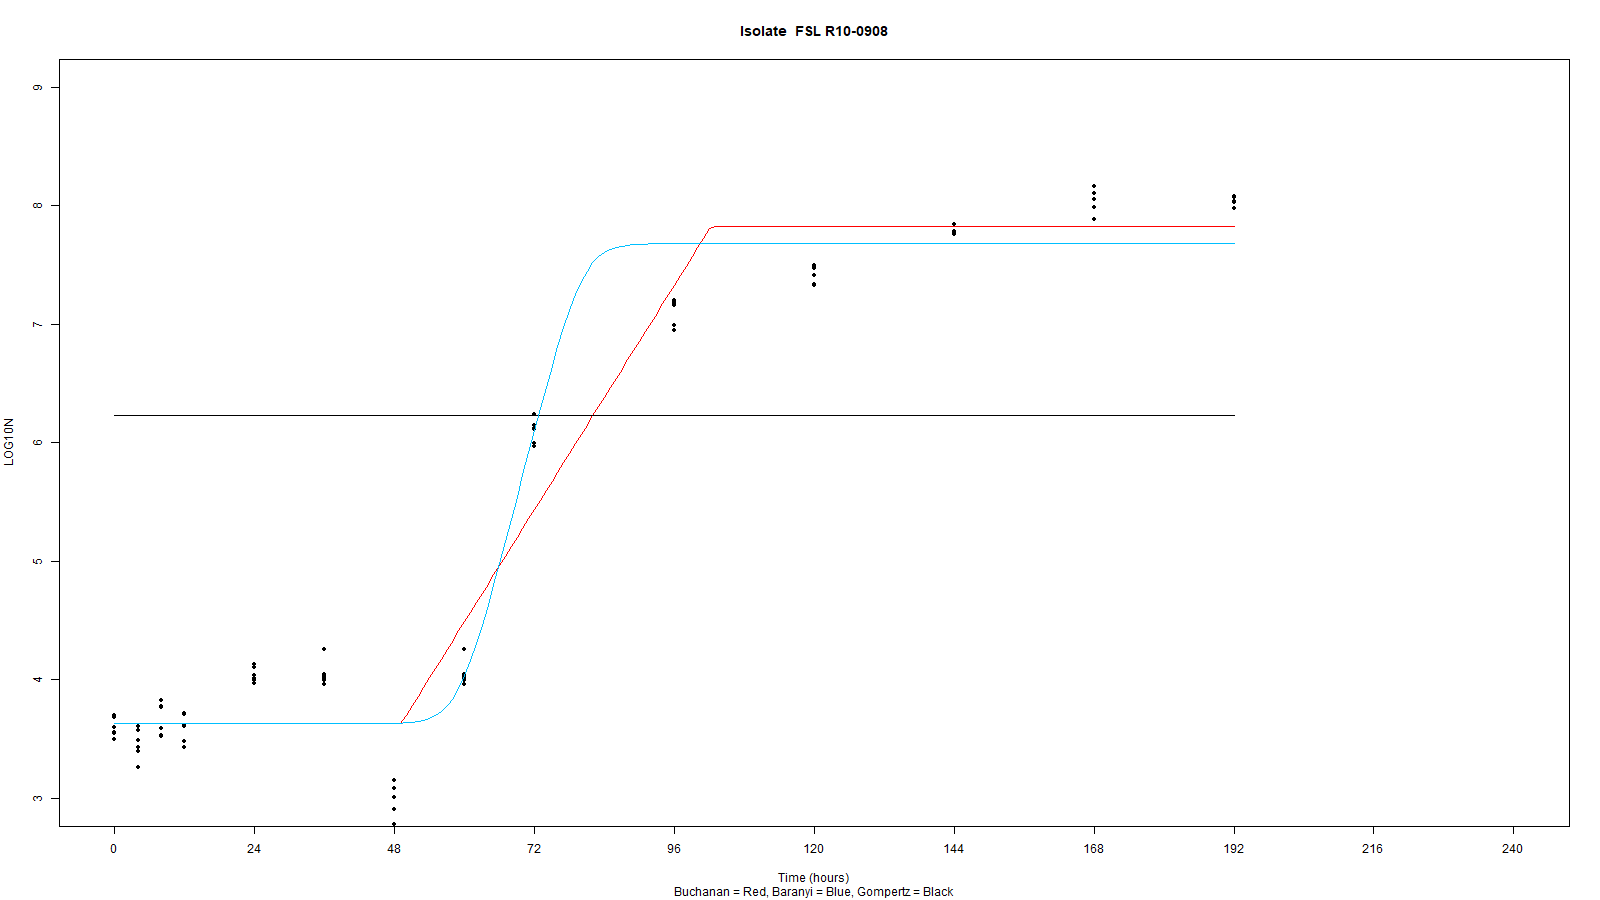 Isolate  FSL R10-0908
9
8
7
6
5
4
3
LOG10N
0 24 48 72 96 120 144 168 192 216 240
Time (hours)
Buchanan = Red, Baranyi = Blue, Gompertz = Black